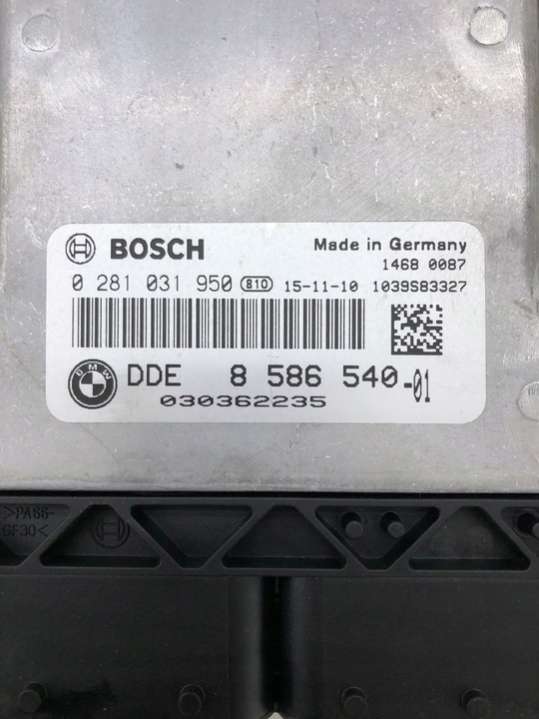 BOSCH Made in Germany
1468 0087
0 281 031 950 810 15-11-10 1039S83327
BMW DDE 8 586 540-01
030362235
>PA66-
GF30<